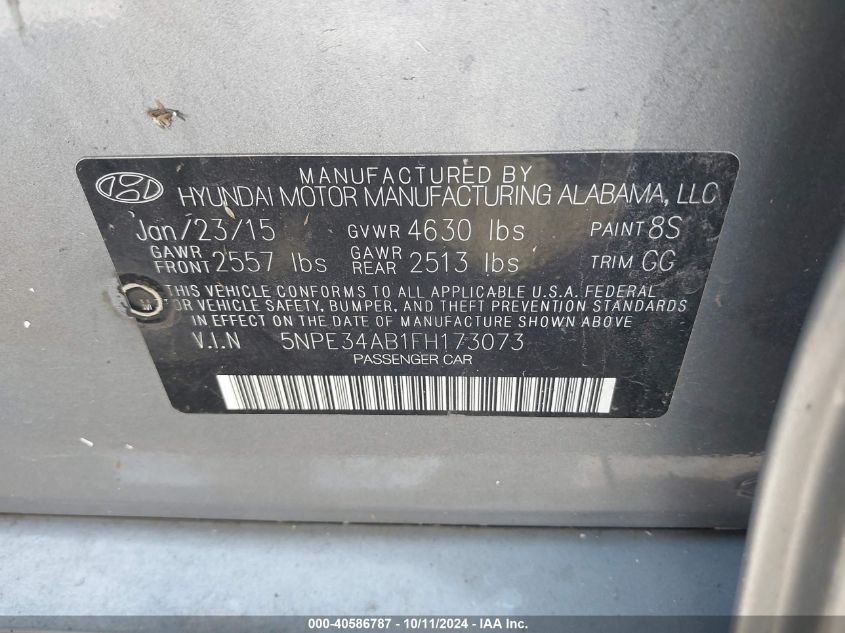 MANUFACTURED BY
HYUNDAI MOTOR MANUFACTURING ALABAMA, LLC
Jan/23/15 GVWR 4630 lbs PAINT 8S
GAWR FRONT 2557 lbs GAWR REAR 2513 lbs TRIM GG
THIS VEHICLE CONFORMS TO ALL APPLICABLE U.S.A. FEDERAL
MOTOR VEHICLE SAFETY, BUMPER, AND THEFT PREVENTION STANDARDS
IN EFFECT ON THE DATE OF MANUFACTURE SHOWN ABOVE
V.I.N 5NPE34AB1FH173073
PASSENGER CAR
000-40586787 - 10/11/2024 - IAA Inc.